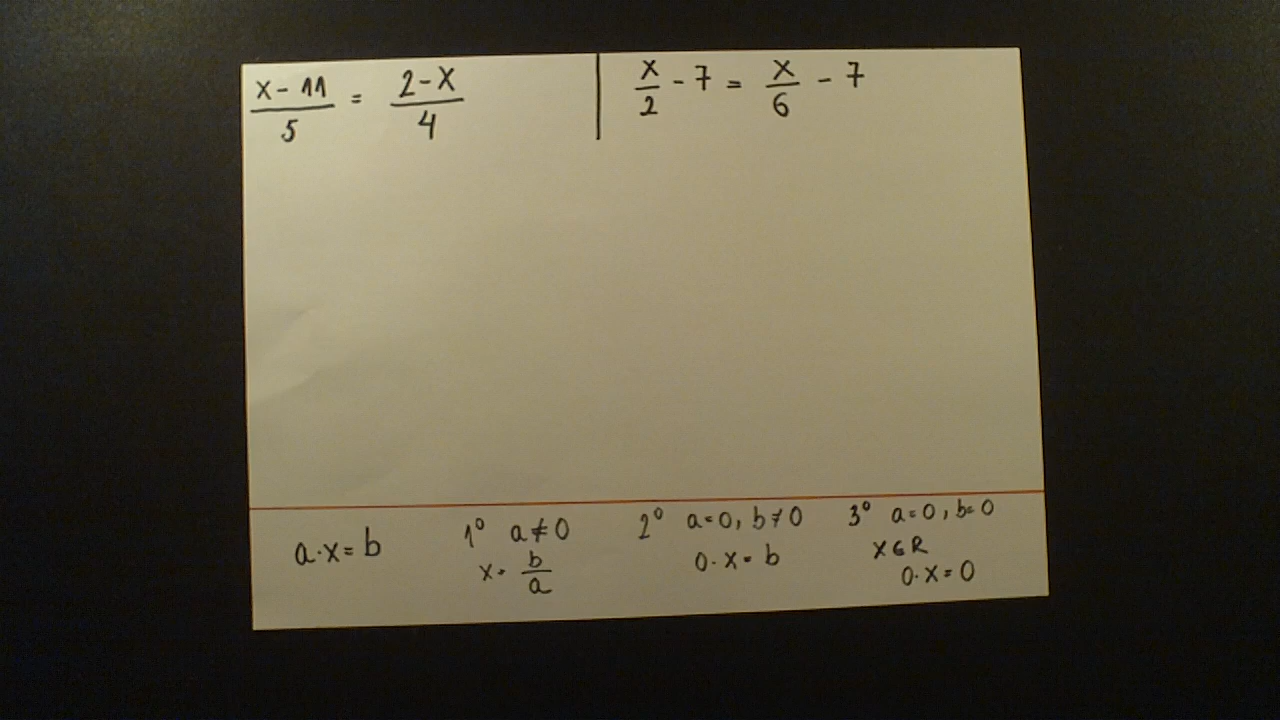 x - 11 / 5 = 2 - x / 4
x/2 - 7 = x/6 - 7
a·x = b
1° a ≠ 0
x = b/a
2° a = 0, b ≠ 0
0·x = b
3° a = 0, b = 0
x ∈ R
0·x = 0